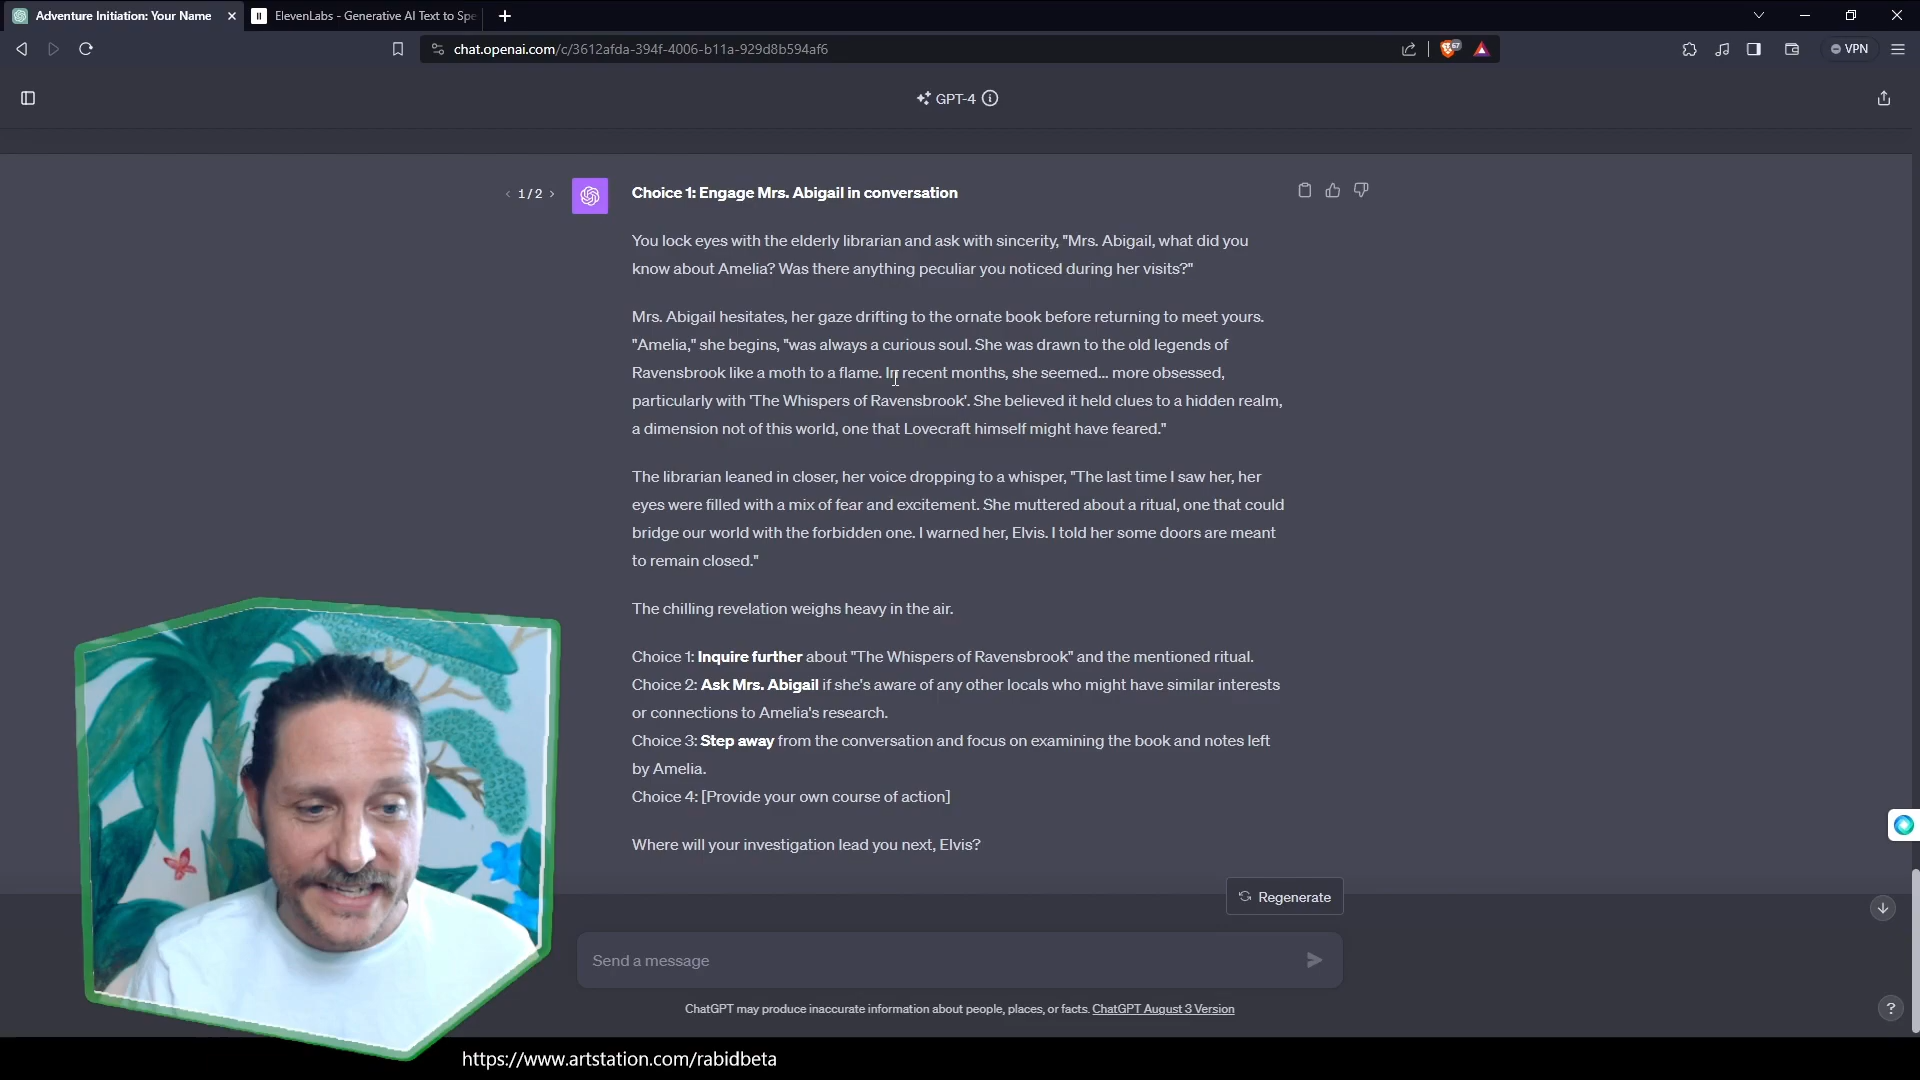 Adventure Initiation: Your Name
ElevenLabs - Generative AI Text to Spe
chat.openai.com/c/3612afda-394f-4006-b11a-929d8b594af6
67
VPN
GPT-4
1/2
Choice 1: Engage Mrs. Abigail in conversation
You lock eyes with the elderly librarian and ask with sincerity, "Mrs. Abigail, what did you
know about Amelia? Was there anything peculiar you noticed during her visits?"
Mrs. Abigail hesitates, her gaze drifting to the ornate book before returning to meet yours.
"Amelia," she begins, "was always a curious soul. She was drawn to the old legends of
Ravensbrook like a moth to a flame. In recent months, she seemed... more obsessed,
particularly with 'The Whispers of Ravensbrook'. She believed it held clues to a hidden realm,
a dimension not of this world, one that Lovecraft himself might have feared."
The librarian leaned in closer, her voice dropping to a whisper, "The last time I saw her, her
eyes were filled with a mix of fear and excitement. She muttered about a ritual, one that could
bridge our world with the forbidden one. I warned her, Elvis. I told her some doors are meant
to remain closed."
The chilling revelation weighs heavy in the air.
Choice 1: Inquire further about "The Whispers of Ravensbrook" and the mentioned ritual.
Choice 2: Ask Mrs. Abigail if she's aware of any other locals who might have similar interests
or connections to Amelia's research.
Choice 3: Step away from the conversation and focus on examining the book and notes left
by Amelia.
Choice 4: [Provide your own course of action]
Where will your investigation lead you next, Elvis?
Regenerate
Send a message
ChatGPT may produce inaccurate information about people, places, or facts. ChatGPT August 3 Version
?
https://www.artstation.com/rabidbeta